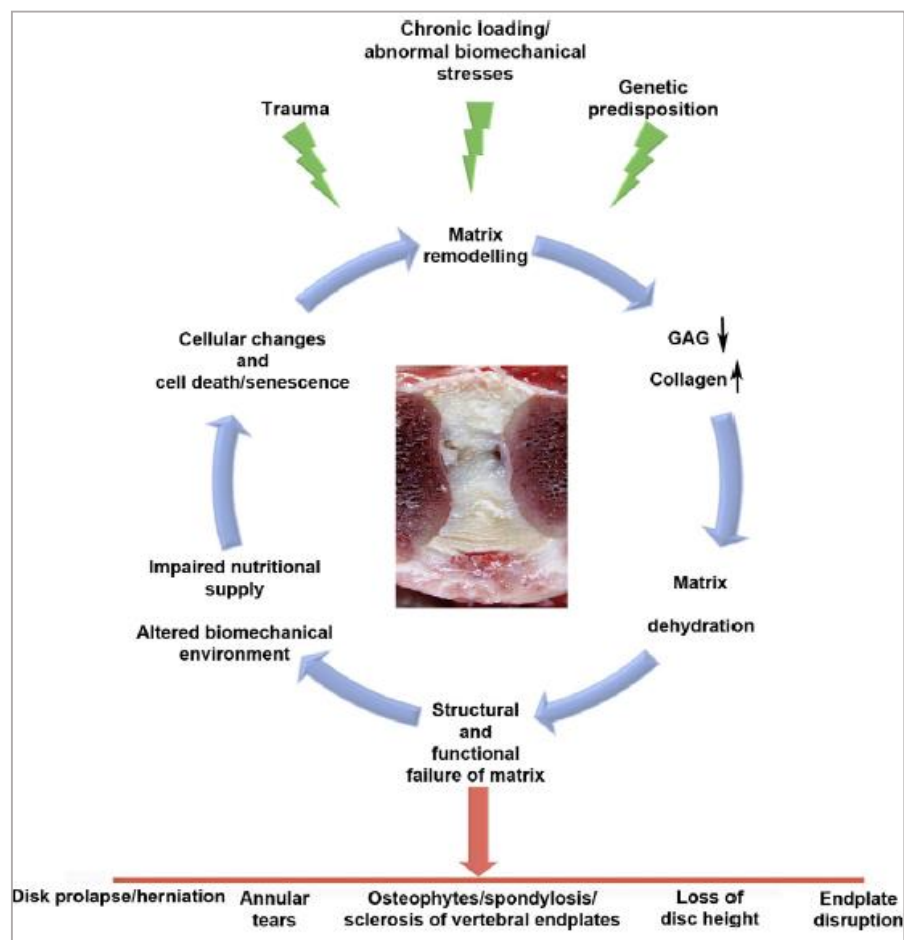 Chronic loading/
abnormal biomechanical
stresses
Trauma
Genetic
predisposition
Matrix
remodelling
GAG
Collagen
Matrix
dehydration
Structural
and
functional
failure of matrix
Altered biomechanical
environment
Impaired nutritional
supply
Cellular changes
and
cell death/senescence
Disk prolapse/herniation
Annular
tears
Osteophytes/spondylosis/
sclerosis of vertebral endplates
Loss of
disc height
Endplate
disruption